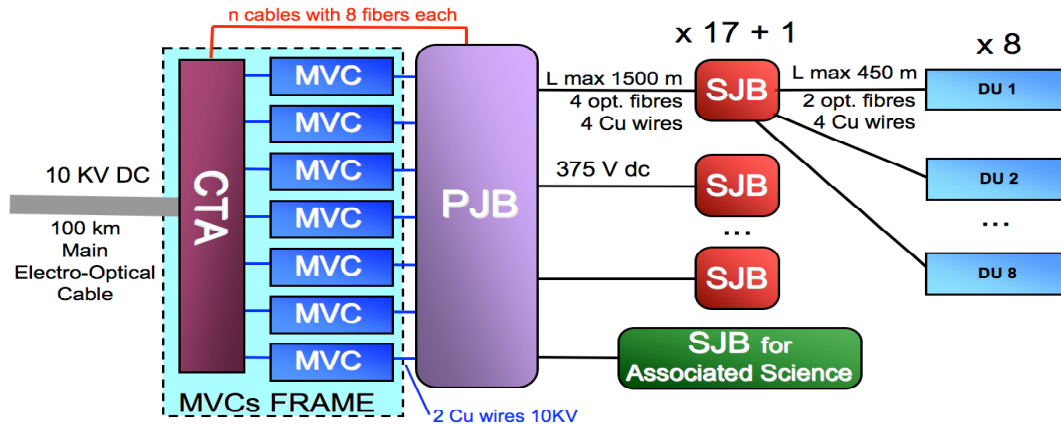 n cables with 8 fibers each
x 17 + 1
x 8
MVC
MVC
MVC
MVC
MVC
MVC
MVC
CTA
PJB
10 KV DC
100 km
Main
Electro-Optical
Cable
MVCs FRAME
2 Cu wires 10KV
L max 1500 m
4 opt. fibres
4 Cu wires
375 V dc
SJB
SJB
...
SJB
SJB for
Associated Science
L max 450 m
2 opt. fibres
4 Cu wires
DU 1
DU 2
...
DU 8